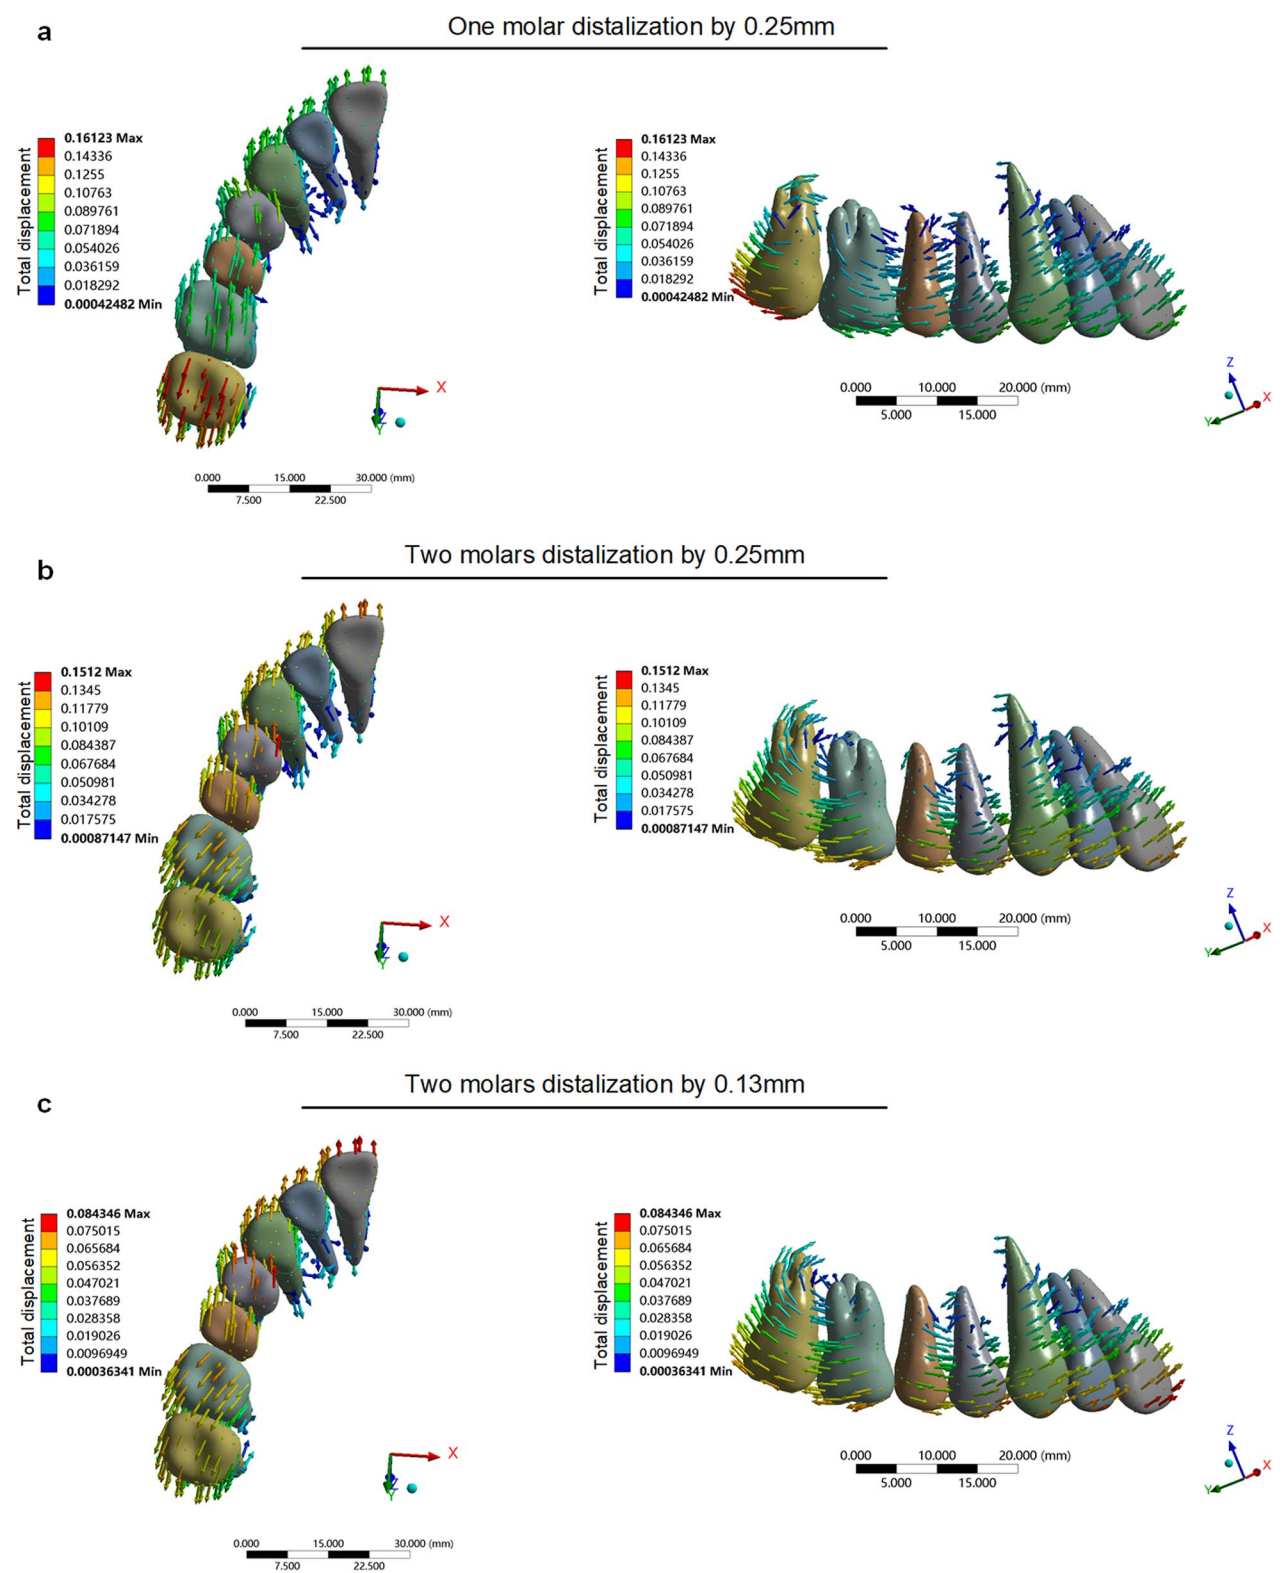 a
One molar distalization by 0.25mm
Total displacement
0.16123 Max
0.14336
0.1255
0.10763
0.089761
0.071894
0.054026
0.036159
0.018292
0.00042482 Min
X
Z
Y
0.000 15.000 30.000 (mm)
7.500 22.500
Total displacement
0.16123 Max
0.14336
0.1255
0.10763
0.089761
0.071894
0.054026
0.036159
0.018292
0.00042482 Min
0.000 10.000 20.000 (mm)
5.000 15.000
Z
X
Y
b
Two molars distalization by 0.25mm
Total displacement
0.1512 Max
0.1345
0.11779
0.10109
0.084387
0.067684
0.050981
0.034278
0.017575
0.00087147 Min
X
Z
Y
0.000 15.000 30.000 (mm)
7.500 22.500
Total displacement
0.1512 Max
0.1345
0.11779
0.10109
0.084387
0.067684
0.050981
0.034278
0.017575
0.00087147 Min
0.000 10.000 20.000 (mm)
5.000 15.000
Z
X
Y
c
Two molars distalization by 0.13mm
Total displacement
0.084346 Max
0.075015
0.065684
0.056352
0.047021
0.037689
0.028358
0.019026
0.0096949
0.00036341 Min
X
Z
Y
0.000 15.000 30.000 (mm)
7.500 22.500
Total displacement
0.084346 Max
0.075015
0.065684
0.056352
0.047021
0.037689
0.028358
0.019026
0.0096949
0.00036341 Min
0.000 10.000 20.000 (mm)
5.000 15.000
Z
X
Y